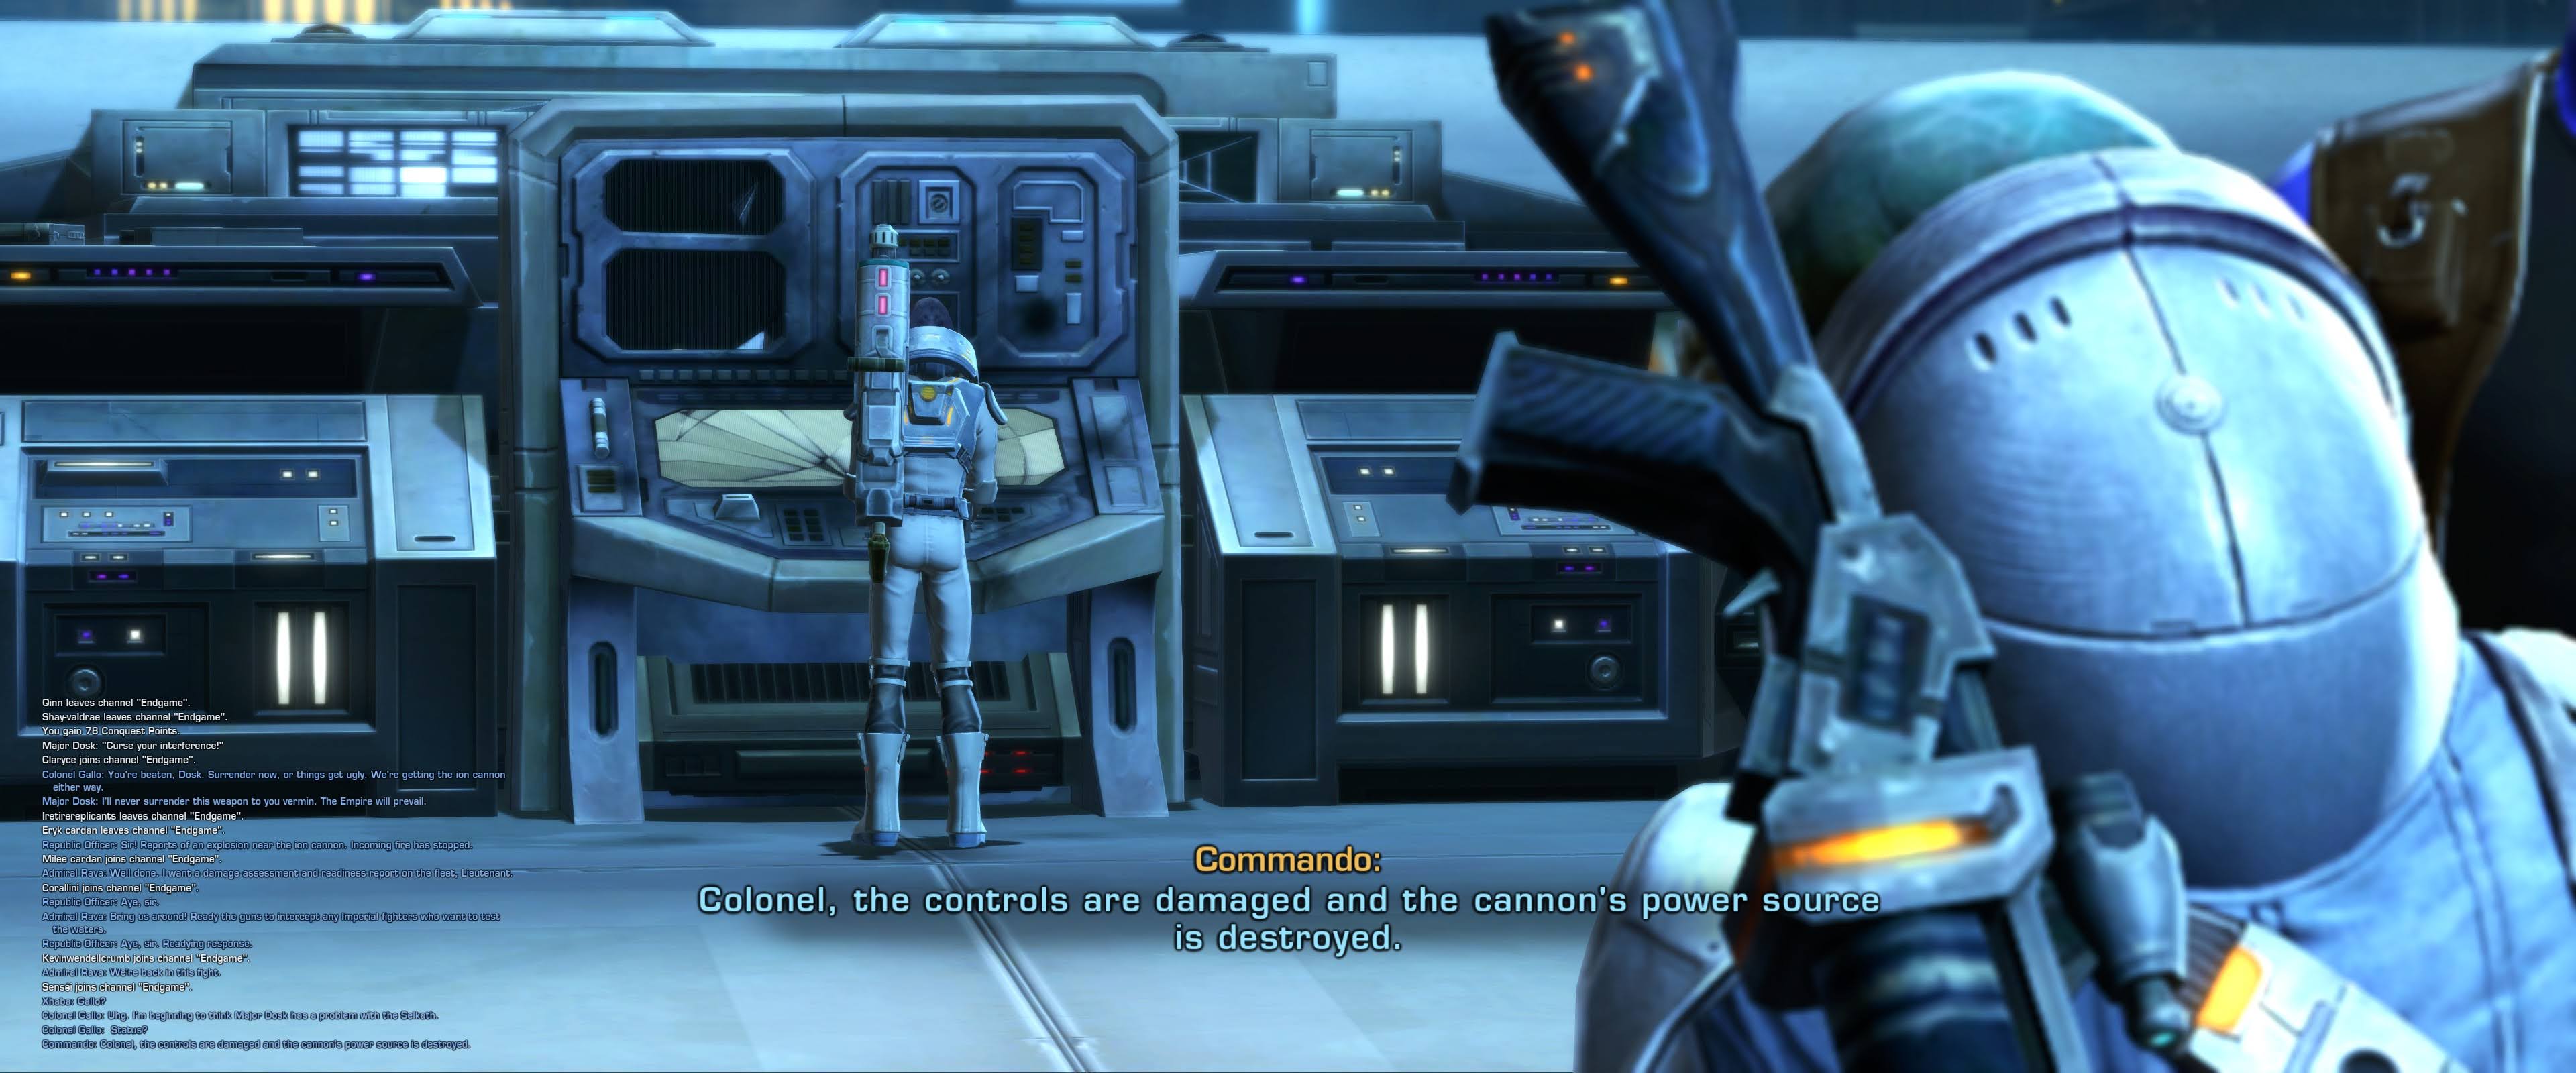 Qinn leaves channel "Endgame".
Shay-valdrae leaves channel "Endgame".
You gain 78 Conquest Points.
Major Dosk: "Curse your interference!"
Claryce joins channel "Endgame".
Colonel Gallo: You're beaten, Dosk. Surrender now, or things get ugly. We're getting the ion cannon
either way.
Major Dosk: I'll never surrender this weapon to you vermin. The Empire will prevail.
Iretirereplicants leaves channel "Endgame".
Eryk cardan leaves channel "Endgame".
Republic Officer: Sir! Reports of an explosion near the ion cannon. Incoming fire has stopped.
Milee cardan joins channel "Endgame".
Admiral Rava: Well done. I want a damage assessment and readiness report on the fleet, Lieutenant.
Corallini joins channel "Endgame".
Republic Officer: Aye, sir.
Admiral Rava: Bring us around! Ready the guns to intercept any Imperial fighters who want to test
the waters.
Republic Officer: Aye, sir. Readying response.
Kevinwendellcrumb joins channel "Endgame".
Admiral Rava: We're back in this fight.
Senséi joins channel "Endgame".
Xhaba: Gallo?
Colonel Gallo: Uhg. I'm beginning to think Major Dosk has a problem with the Selkath.
Colonel Gallo: Status?
Commando: Colonel, the controls are damaged and the cannon's power source is destroyed.
Commando:
Colonel, the controls are damaged and the cannon's power source
is destroyed.